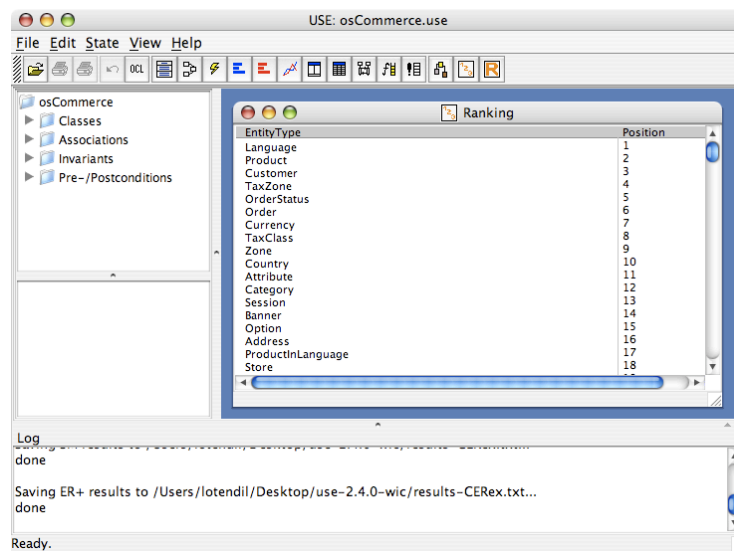 USE: osCommerce.use
File Edit State View Help
OCL
osCommerce
Classes
Associations
Invariants
Pre-/Postconditions
Ranking
EntityType Position
Language 1
Product 2
Customer 3
TaxZone 4
OrderStatus 5
Order 6
Currency 7
TaxClass 8
Zone 9
Country 10
Attribute 11
Category 12
Session 13
Banner 14
Option 15
Address 16
ProductInLanguage 17
Store 18
Log
done
Saving ER+ results to /Users/lotendil/Desktop/use-2.4.0-wic/results-CERex.txt...
done
Ready.